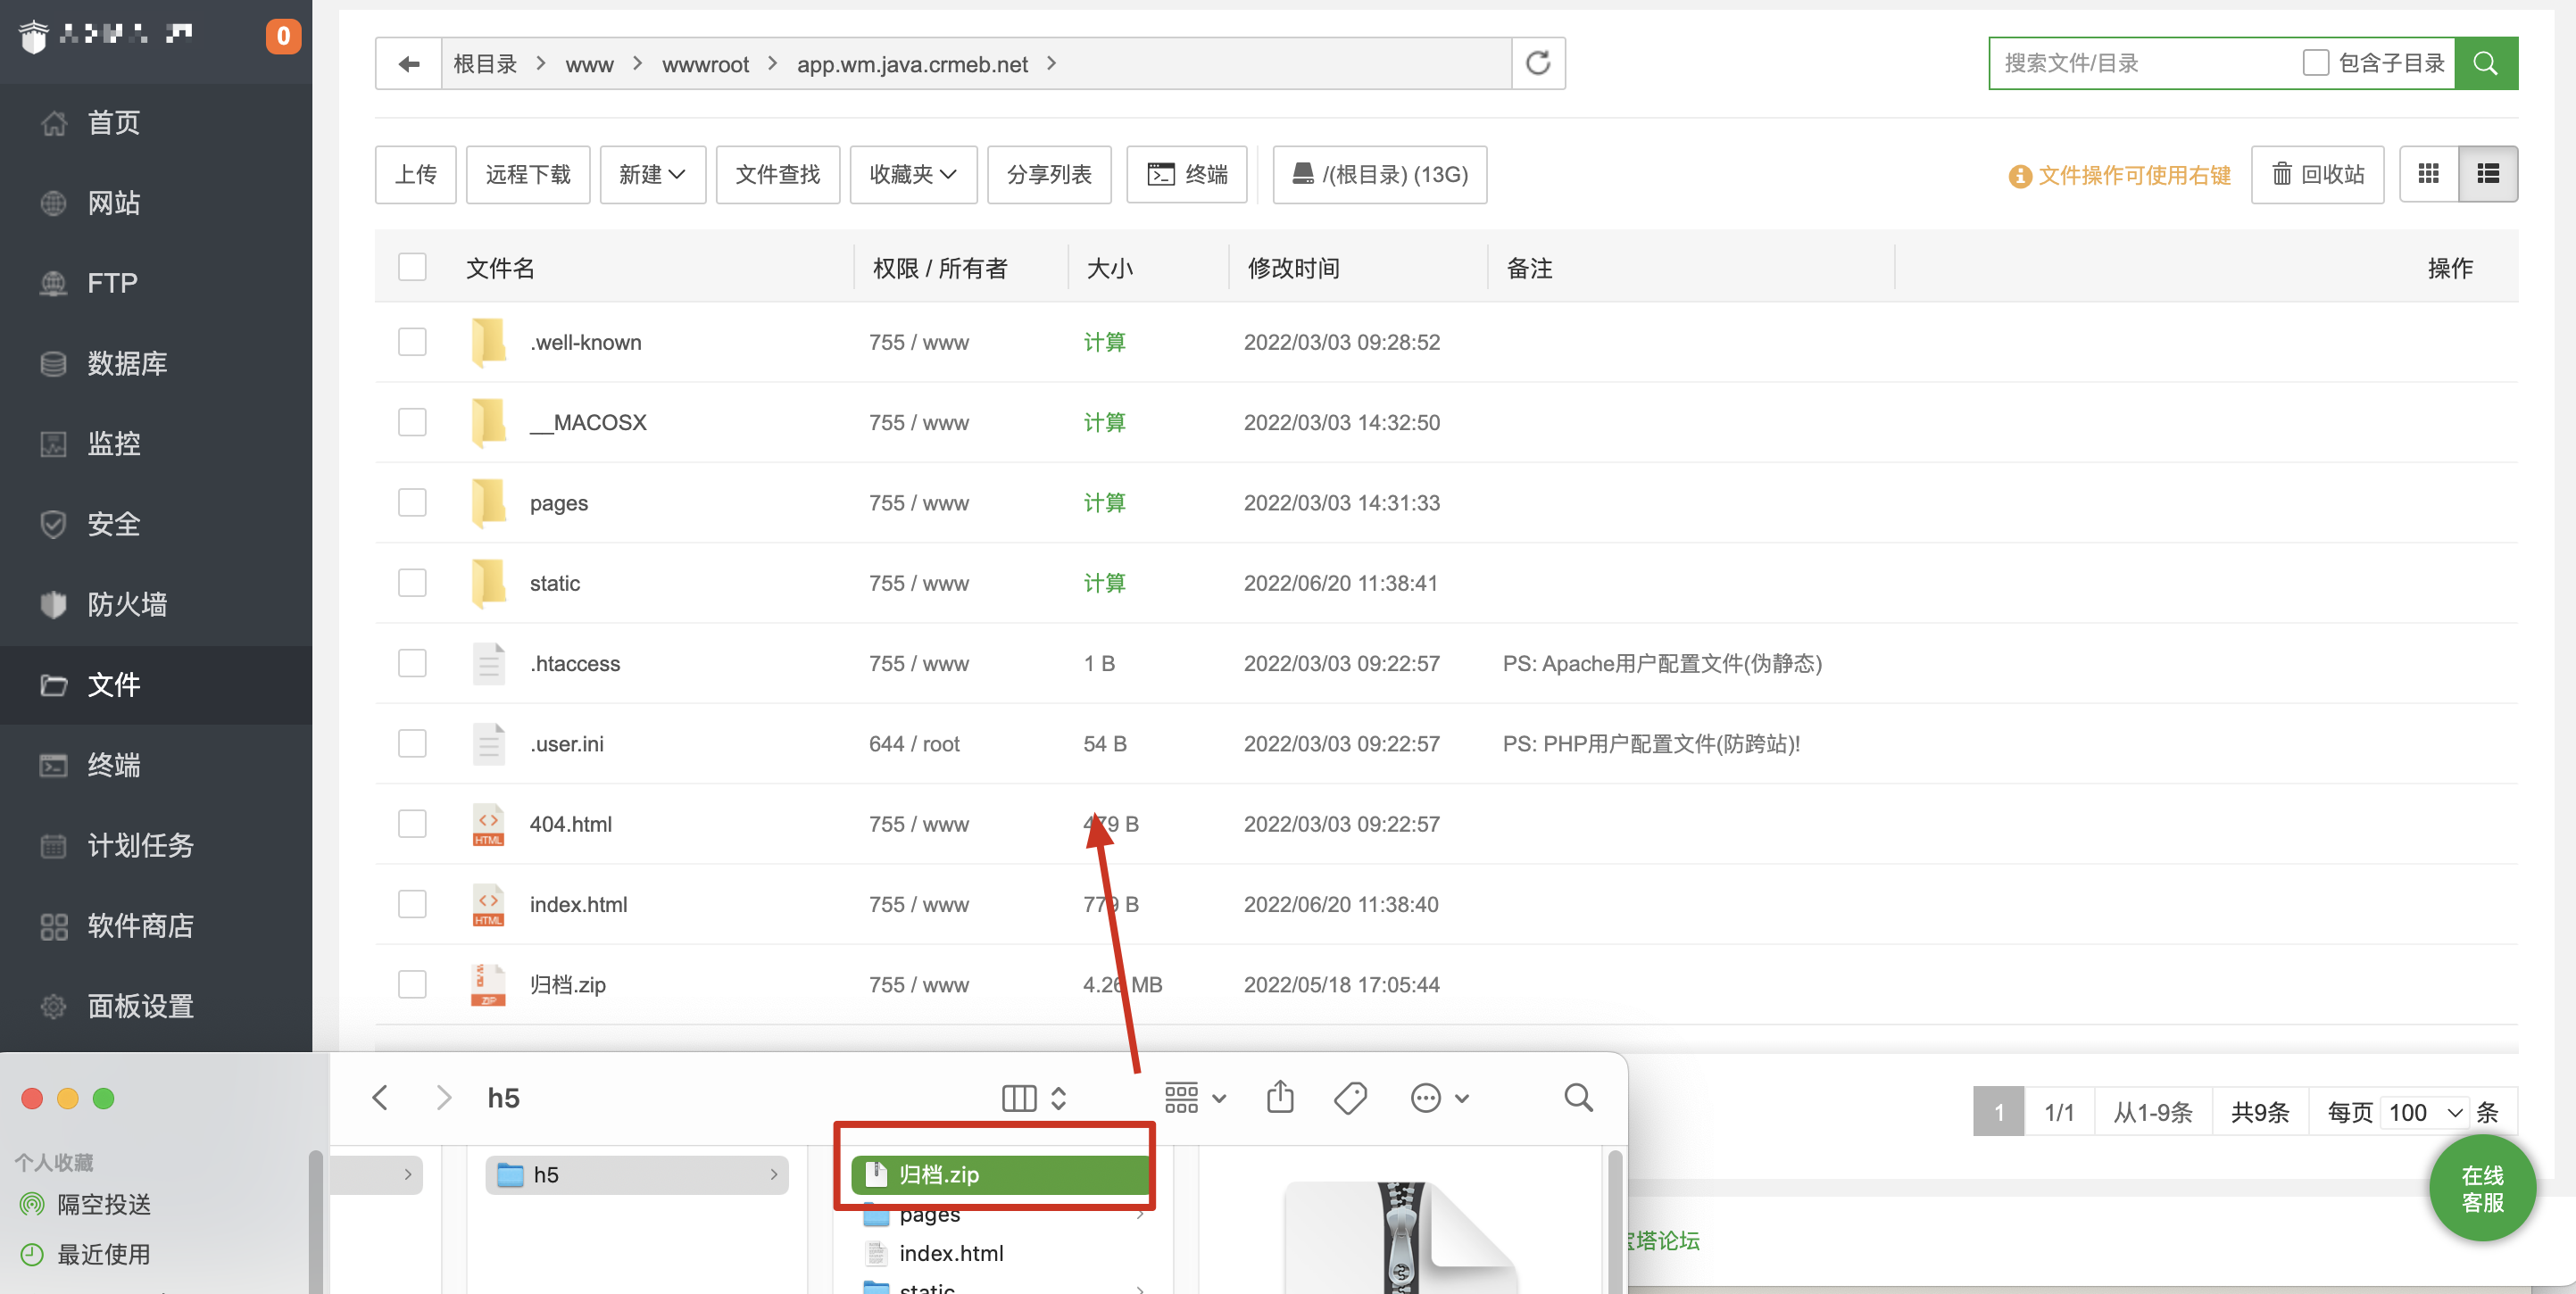 0
首页
网站
FTP
数据库
监控
安全
防火墙
文件
终端
计划任务
软件商店
面板设置
根目录 > www > wwwroot > app.wm.java.crmeb.net >
搜索文件/目录 包含子目录
上传 远程下载 新建 文件查找 收藏夹 分享列表 终端 /(根目录) (13G)
文件操作可使用右键 回收站
文件名 权限 / 所有者 大小 修改时间 备注 操作
.well-known 755 / www 计算 2022/03/03 09:28:52
__MACOSX 755 / www 计算 2022/03/03 14:32:50
pages 755 / www 计算 2022/03/03 14:31:33
static 755 / www 计算 2022/06/20 11:38:41
.htaccess 755 / www 1 B 2022/03/03 09:22:57 PS: Apache用户配置文件(伪静态)
.user.ini 644 / root 54 B 2022/03/03 09:22:57 PS: PHP用户配置文件(防跨站)!
HTML 404.html 755 / www 479 B 2022/03/03 09:22:57
HTML index.html 755 / www 779 B 2022/06/20 11:38:40
ZIP 归档.zip 755 / www 4.26 MB 2022/05/18 17:05:44
1 1/1 从1-9条 共9条 每页 100 条
在线
客服
宝塔论坛
h5
个人收藏
隔空投送
最近使用
h5
归档.zip
pages
index.html
static